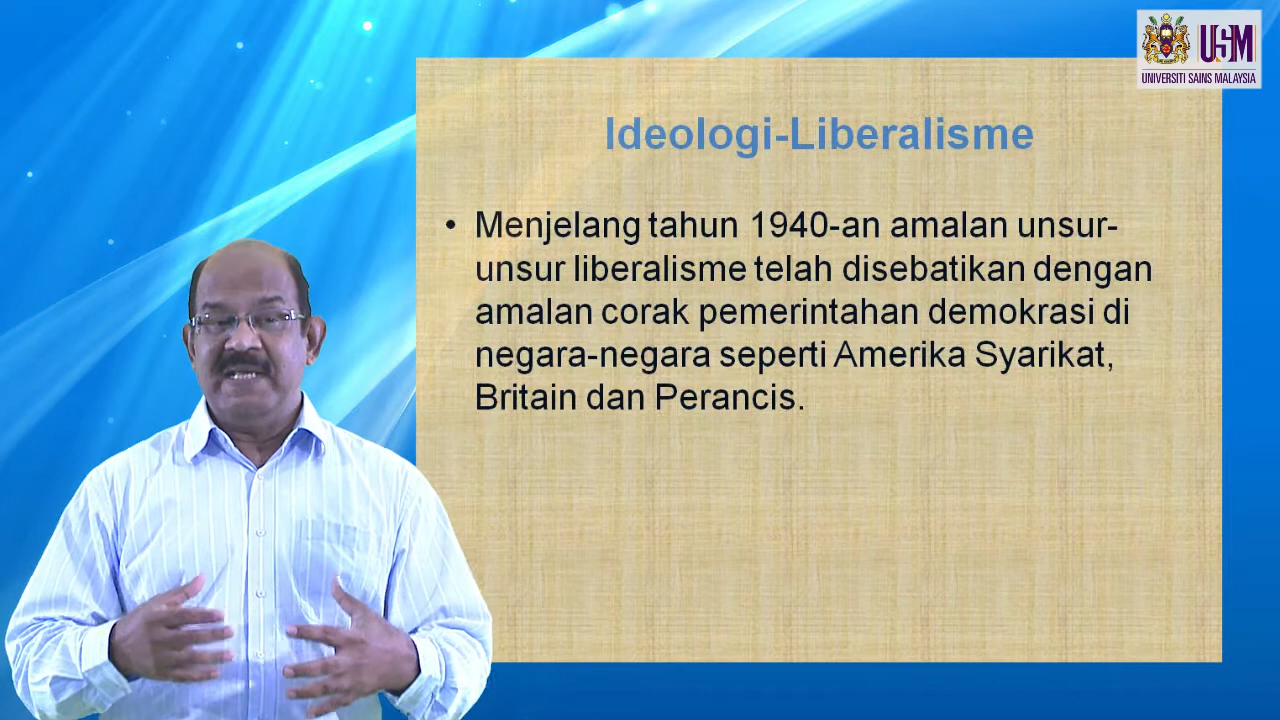 USM
UNIVERSITI SAINS MALAYSIA
Ideologi-Liberalisme
• Menjelang tahun 1940-an amalan unsur-
unsur liberalisme telah disebatikan dengan
amalan corak pemerintahan demokrasi di
negara-negara seperti Amerika Syarikat,
Britain dan Perancis.